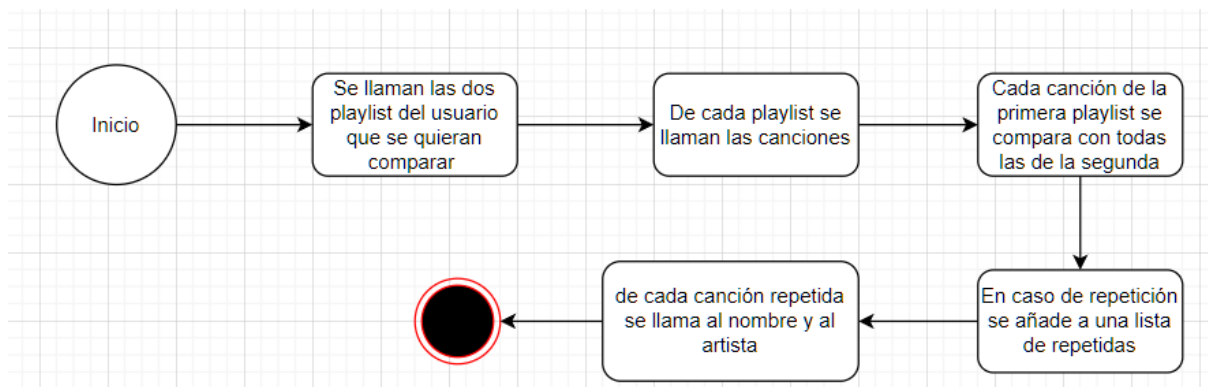 Inicio
Se llaman las dos
playlist del usuario
que se quieran
comparar
De cada playlist se
llaman las canciones
Cada canción de la
primera playlist se
compara con todas
las de la segunda
En caso de repetición
se añade a una lista
de repetidas
de cada canción repetida
se llama al nombre y al
artista